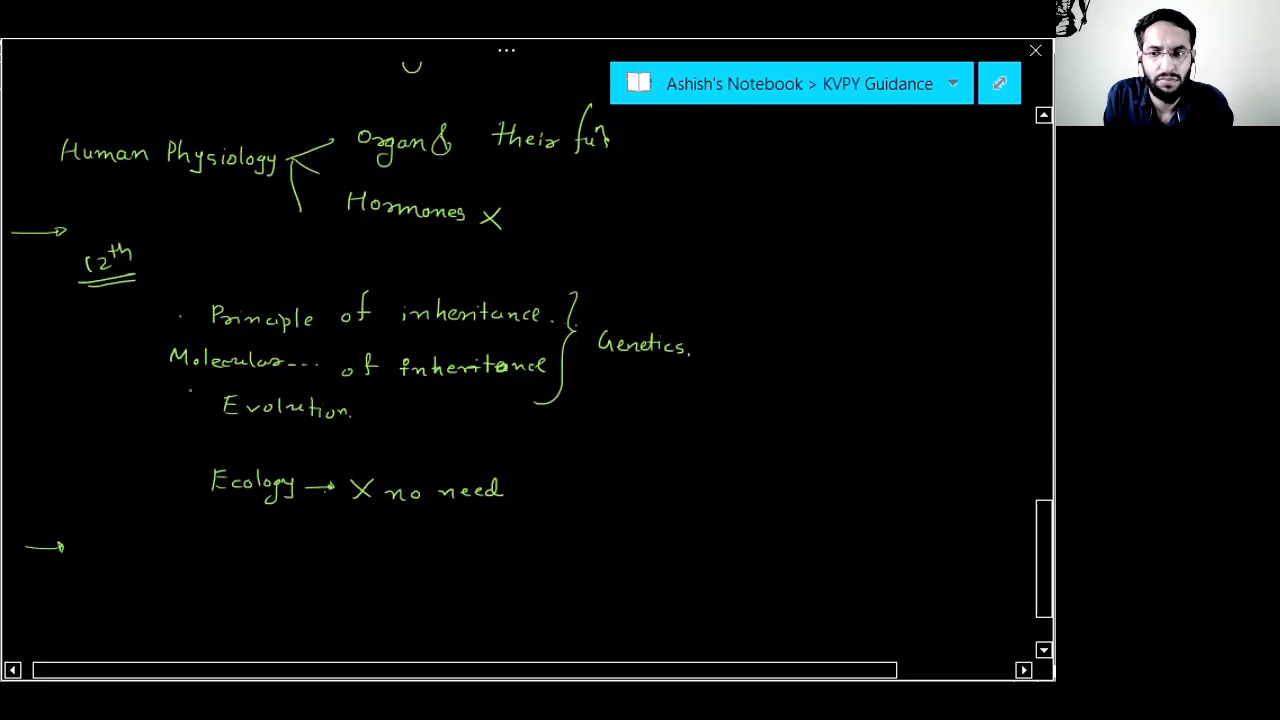 Ashish's Notebook > KVPY Guidance
Human Physiology
Organ & their fun
Hormones X
12th
Principle of inheritance.
Molecular--- of inheritance
Genetics.
Evolution.
Ecology → X no need